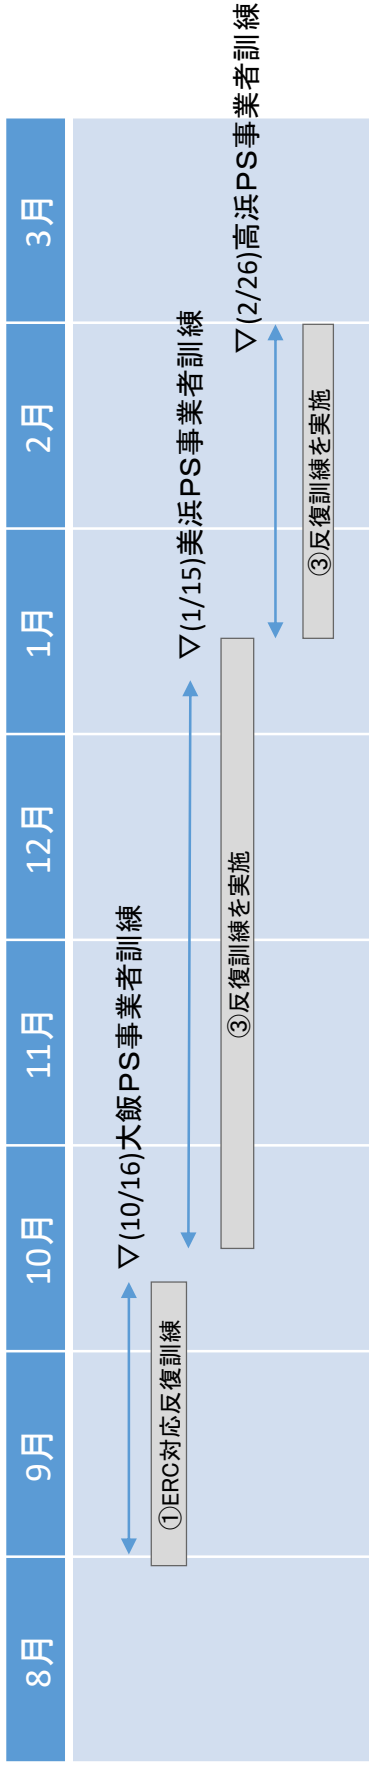 8月
9月
10月
11月
12月
1月
2月
3月
▽(10/16)大飯PS事業者訓練
①ERC対応反復訓練
▽(1/15)美浜PS事業者訓練
③反復訓練を実施
▽(2/26)高浜PS事業者訓練
③反復訓練を実施